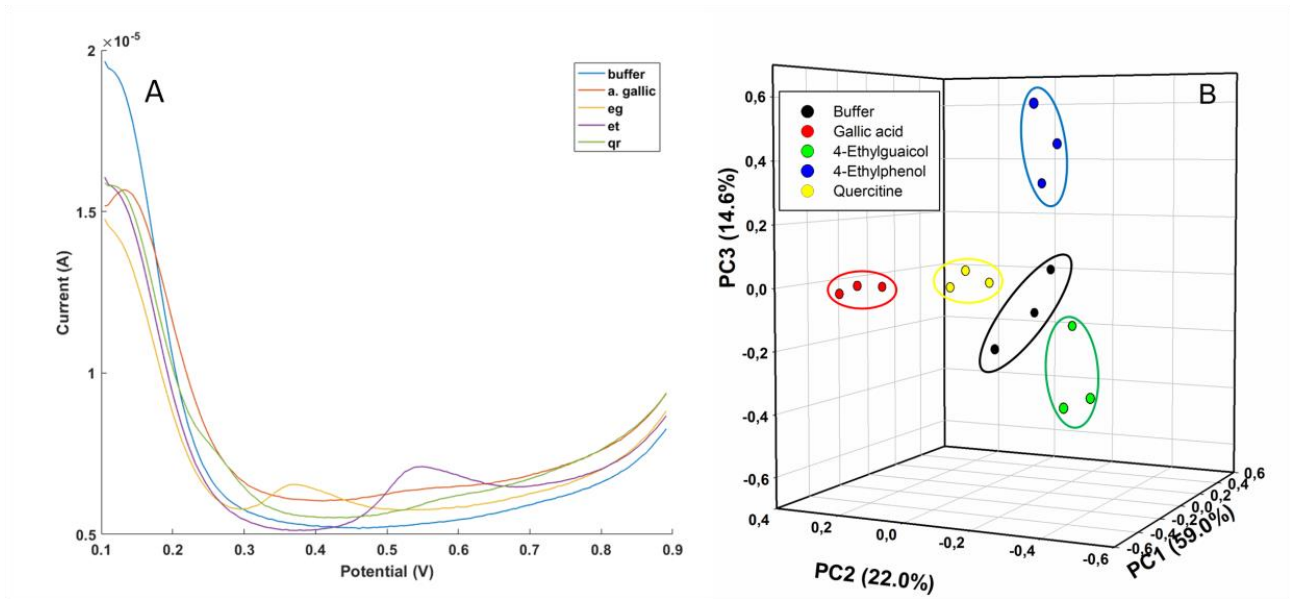 ×10⁻⁵
2
1.5
1
0.5
Current (A)
A
buffer
a. gallic
eg
et
qr
0.1
0.2
0.3
0.4
0.5
0.6
0.7
0.8
0.9
Potential (V)
B
Buffer
Gallic acid
4-Ethylguaicol
4-Ethylphenol
Quercitine
PC3 (14.6%)
0,6
0,4
0,2
0,0
-0,2
-0,4
-0,6
0,4
0,2
0,0
-0,2
-0,4
-0,6
PC2 (22.0%)
-0,6
-0,4
-0,2
0,0
0,2
0,4
0,6
PC1 (59.0%)